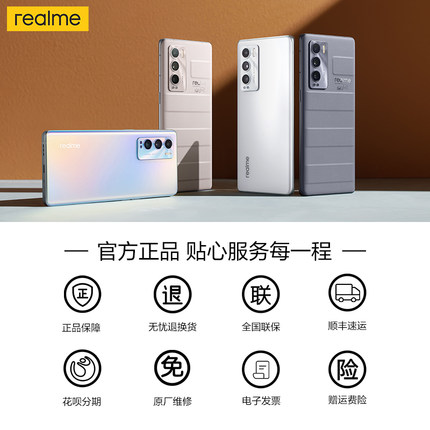 realme
realme
realme
官方正品 贴心服务每一程
正
退
联
正品保障
无忧退换货
全国联保
顺丰速运
免
险
花呗分期
原厂维修
电子发票
赠运费险